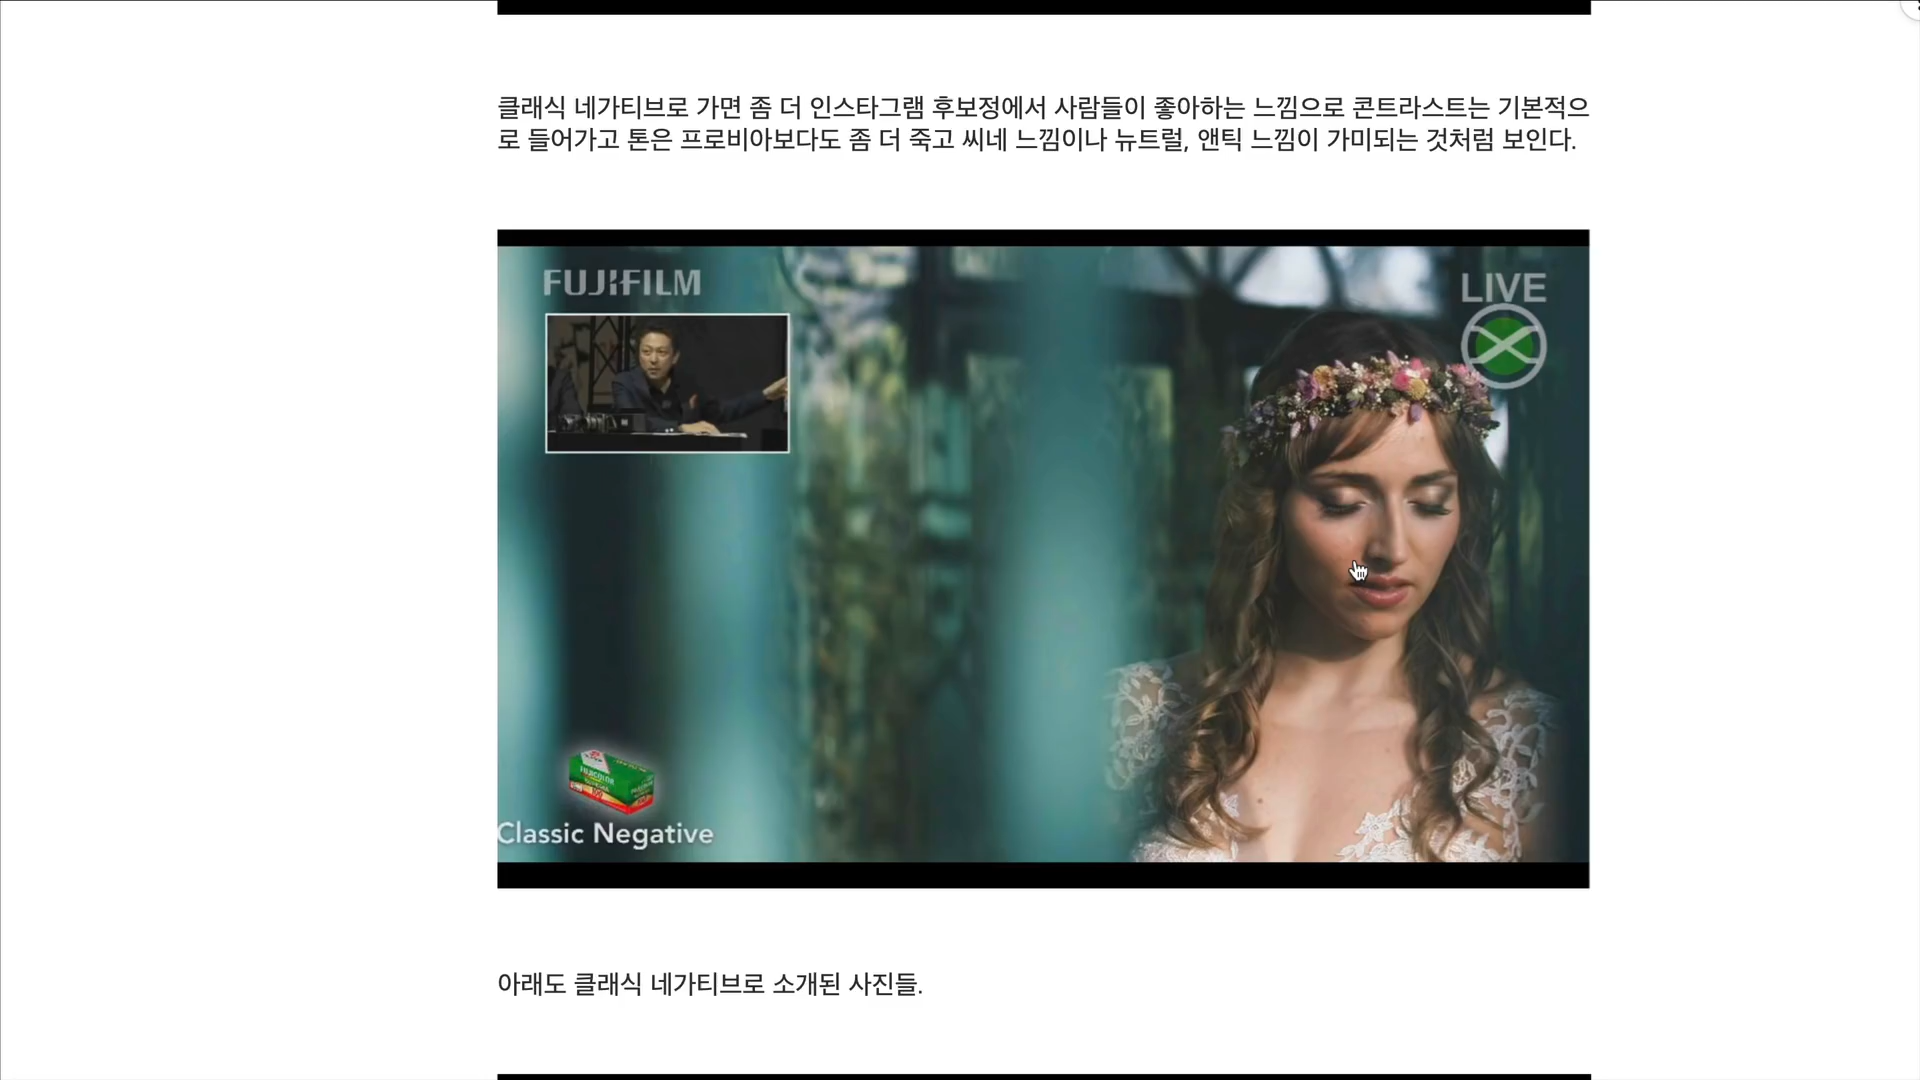 클래식 네가티브로 가면 좀 더 인스타그램 후보정에서 사람들이 좋아하는 느낌으로 콘트라스트는 기본적으
로 들어가고 톤은 프로비아보다도 좀 더 죽고 씨네 느낌이나 뉴트럴, 앤틱 느낌이 가미되는 것처럼 보인다.
FUJIFILM
LIVE
FUJICOLOR
Classic Negative
아래도 클래식 네가티브로 소개된 사진들.